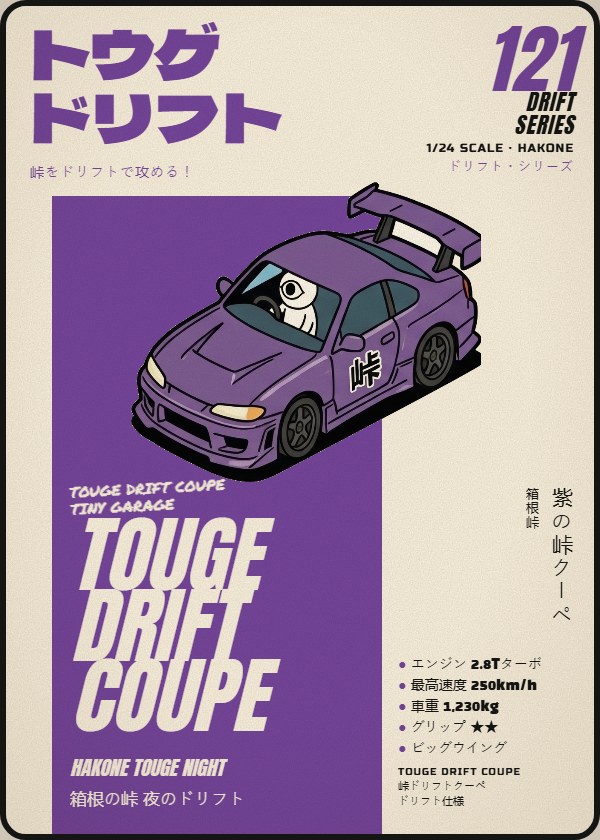 トウゲ
ドリフト
峠をドリフトで攻める！
121
DRIFT
SERIES
1/24 SCALE · HAKONE
ドリフト・シリーズ
峠
TOUGE DRIFT COUPE
TINY GARAGE
TOUGE
DRIFT
COUPE
HAKONE TOUGE NIGHT
箱根の峠 夜のドリフト
紫の峠クーペ
箱根峠
● エンジン 2.8Tターボ
● 最高速度 250km/h
● 車重 1,230kg
● グリップ ★★
● ビッグウイング
TOUGE DRIFT COUPE
峠ドリフトクーペ
ドリフト仕様